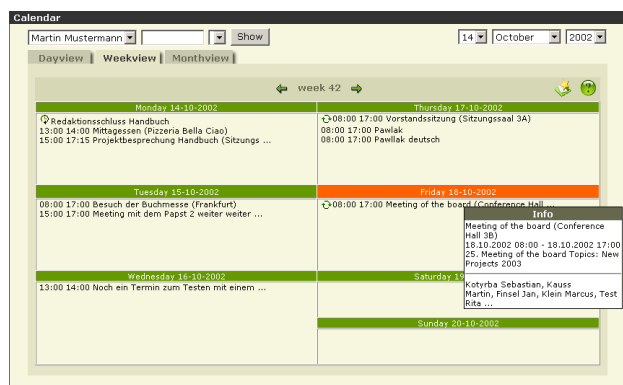 Calendar
Martin Mustermann Show 14 October 2002
Dayview Weekview Monthview
week 42
Monday 14-10-2002
Redaktionsschluss Handbuch
13:00 14:00 Mittagessen (Pizzeria Bella Ciao)
15:00 17:15 Projektbesprechung Handbuch (Sitzungs ...
Thursday 17-10-2002
08:00 17:00 Vorstandssitzung (Sitzungssaal 3A)
08:00 17:00 Pawlak
08:00 17:00 Pawllak deutsch
Tuesday 15-10-2002
08:00 17:00 Besuch der Buchmesse (Frankfurt)
15:00 17:00 Meeting mit dem Papst 2 weiter weiter ...
Friday 18-10-2002
08:00 17:00 Meeting of the board (Conference Hall ...
Info
Meeting of the board (Conference
Hall 3B)
18.10.2002 08:00 - 18.10.2002 17:00
25. Meeting of the board Topics: New
Projects 2003
Kotyrba Sebastian, Kauss
Martin, Finsel Jan, Klein Marcus, Test
Rita ...
Wednesday 16-10-2002
13:00 14:00 Noch ein Termin zum Testen mit einem ...
Saturday 19
Sunday 20-10-2002